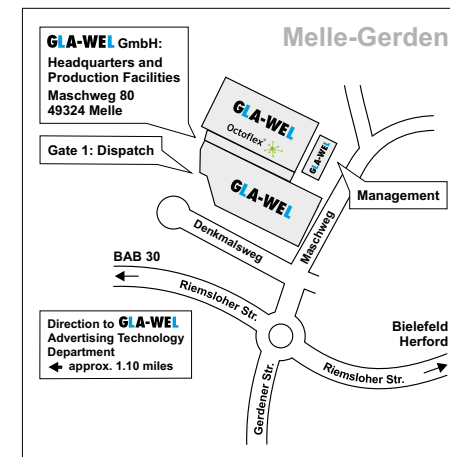 Melle-Gerden
GLA-WEL GmbH:
Headquarters and
Production Facilities
Maschweg 80
49324 Melle
Gate 1: Dispatch
GLA-WEL
Octoflex
GLA-WEL
GLA-WEL
Management
Denkmalsweg
Maschweg
BAB 30
Riemsloher Str.
Direction to GLA-WEL
Advertising Technology
Department
approx. 1.10 miles
Bielefeld
Herford
Riemsloher Str.
Gerdener Str.